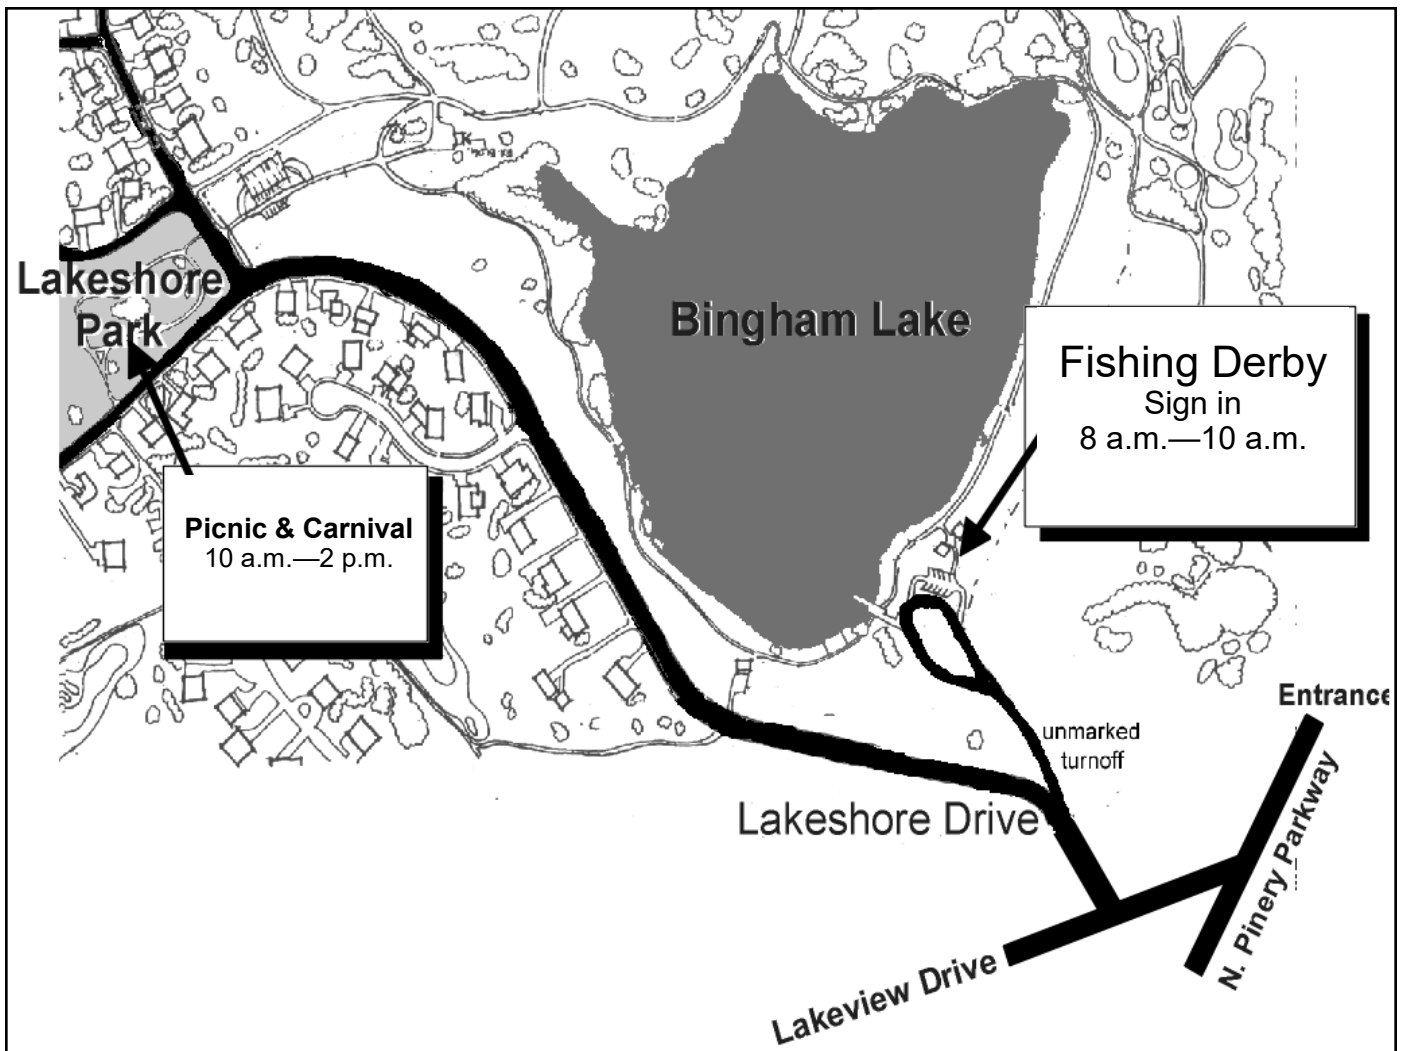 Lakeshore
Park
Bingham Lake
Fishing Derby
Sign in
8 a.m.—10 a.m.
Picnic & Carnival
10 a.m.—2 p.m.
Entrance
unmarked
turnoff
Lakeshore Drive
N. Pinery Parkway
Lakeview Drive